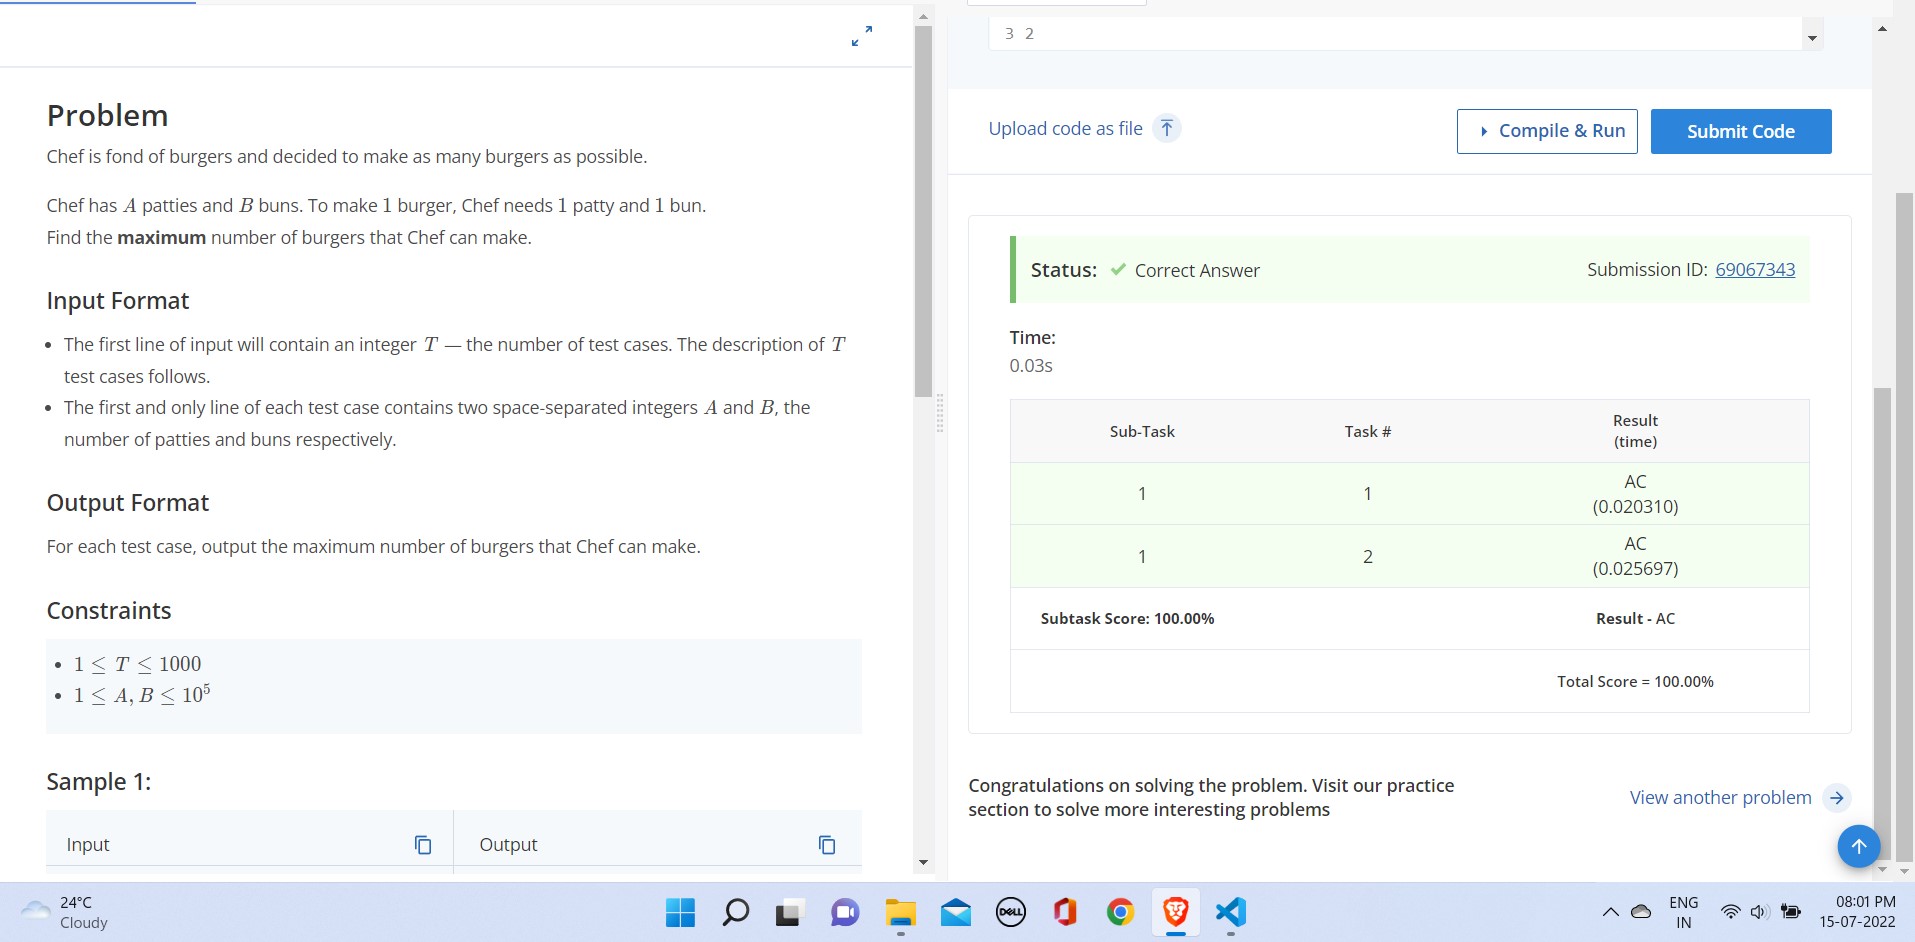 Problem
Chef is fond of burgers and decided to make as many burgers as possible.
Chef has A patties and B buns. To make 1 burger, Chef needs 1 patty and 1 bun.
Find the maximum number of burgers that Chef can make.
Input Format
• The first line of input will contain an integer T — the number of test cases. The description of T
test cases follows.
• The first and only line of each test case contains two space-separated integers A and B, the
number of patties and buns respectively.
Output Format
For each test case, output the maximum number of burgers that Chef can make.
Constraints
• 1 ≤ T ≤ 1000
• 1 ≤ A, B ≤ 10⁵
Sample 1:
Input Output
3 2
Upload code as file
Compile & Run
Submit Code
Status: Correct Answer Submission ID: 69067343
Time:
0.03s
Sub-Task Task # Result
(time)
1 1 AC
(0.020310)
1 2 AC
(0.025697)
Subtask Score: 100.00% Result - AC
Total Score = 100.00%
Congratulations on solving the problem. Visit our practice
section to solve more interesting problems
View another problem
24°C
Cloudy
DELL
ENG
IN
08:01 PM
15-07-2022